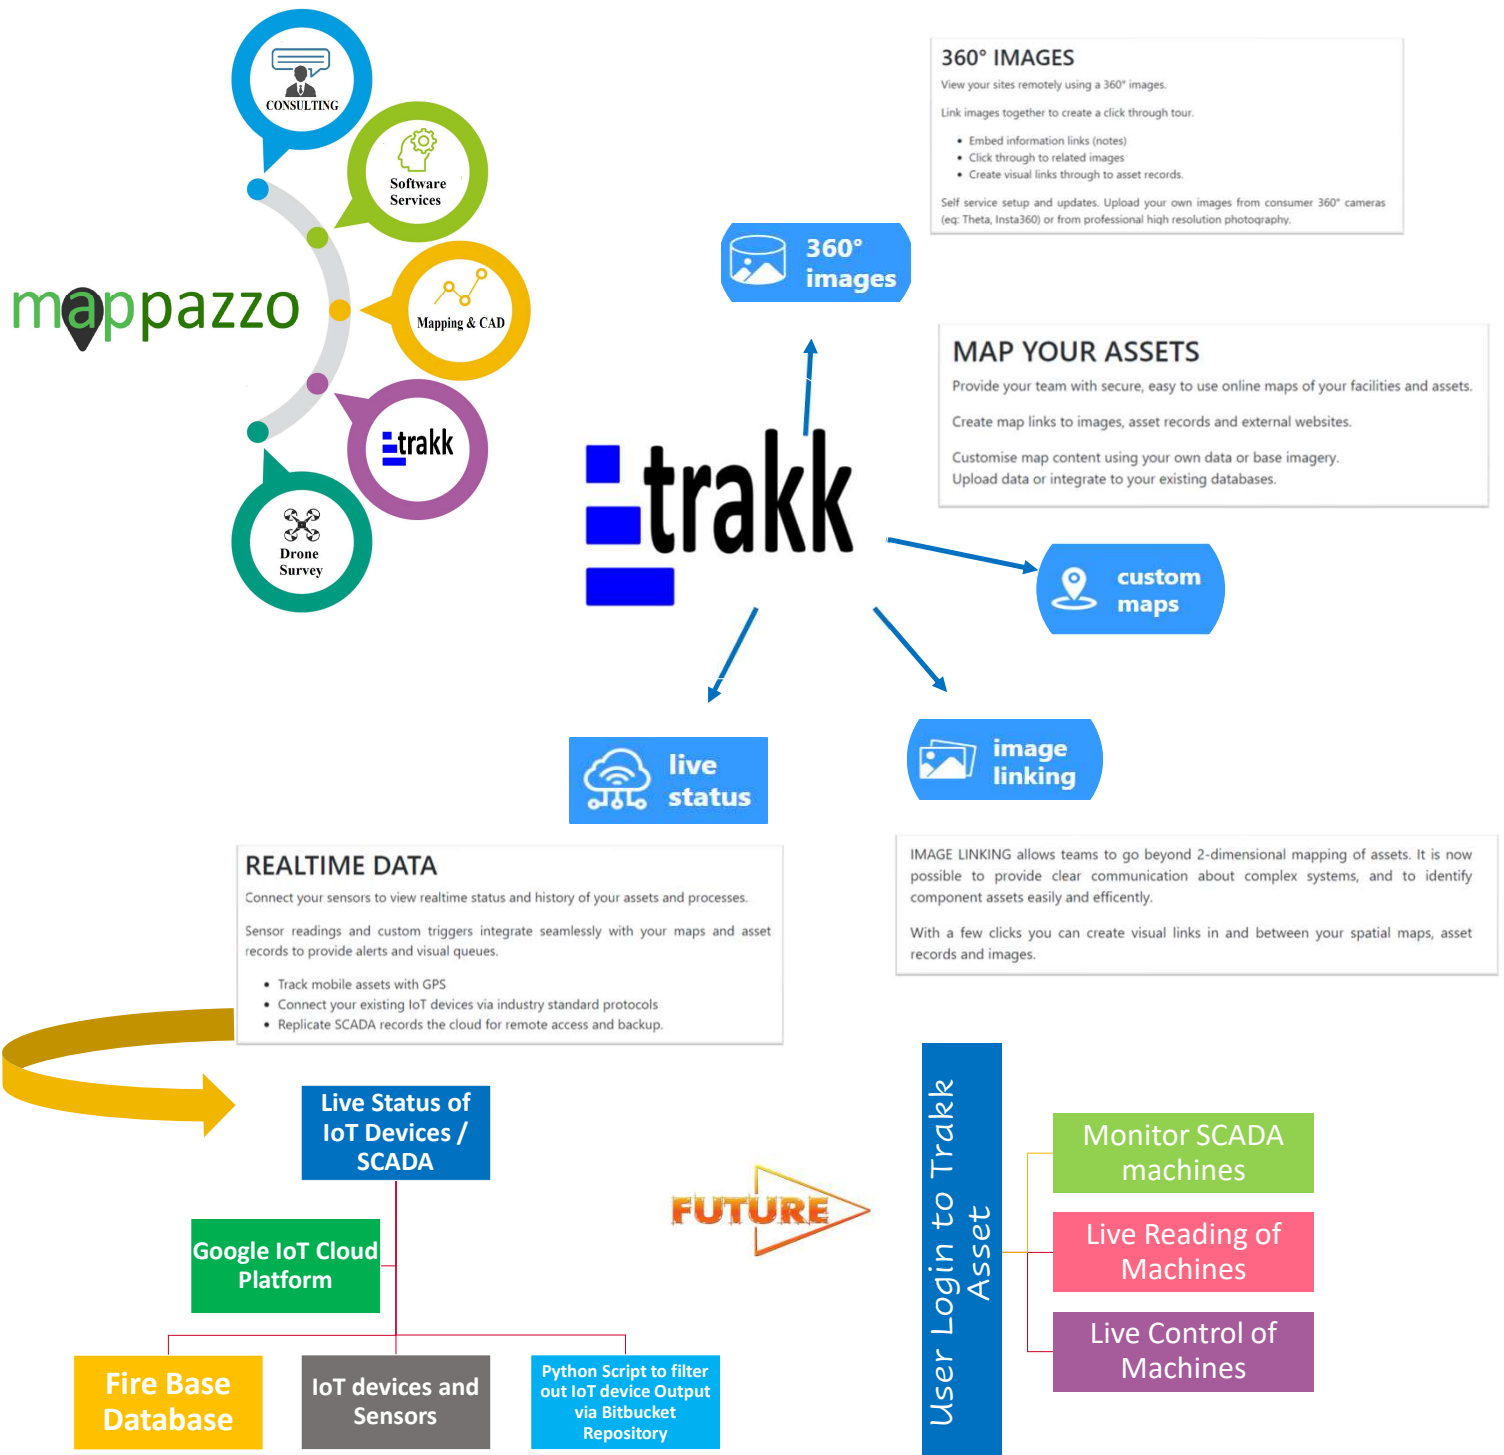 CONSULTING
Software
Services
mappazzo
Mapping & CAD
trakk
Drone
Survey
360° IMAGES
View your sites remotely using a 360° images.
Link images together to create a click through tour.
• Embed information links (notes)
• Click through to related images
• Create visual links through to asset records.
Self service setup and updates. Upload your own images from consumer 360° cameras
(eg: Theta, Insta360) or from professional high resolution photography.
360°
images
MAP YOUR ASSETS
Provide your team with secure, easy to use online maps of your facilities and assets.
Create map links to images, asset records and external websites.
Customise map content using your own data or base imagery.
Upload data or integrate to your existing databases.
trakk
custom
maps
live
status
image
linking
REALTIME DATA
Connect your sensors to view realtime status and history of your assets and processes.
Sensor readings and custom triggers integrate seamlessly with your maps and asset
records to provide alerts and visual queues.
• Track mobile assets with GPS
• Connect your existing IoT devices via industry standard protocols
• Replicate SCADA records the cloud for remote access and backup.
IMAGE LINKING allows teams to go beyond 2-dimensional mapping of assets. It is now
possible to provide clear communication about complex systems, and to identify
component assets easily and efficently.
With a few clicks you can create visual links in and between your spatial maps, asset
records and images.
Live Status of
IoT Devices /
SCADA
Google IoT Cloud
Platform
Fire Base
Database
IoT devices and
Sensors
Python Script to filter
out IoT device Output
via Bitbucket
Repository
FUTURE
User Login to Trakk
Asset
Monitor SCADA
machines
Live Reading of
Machines
Live Control of
Machines